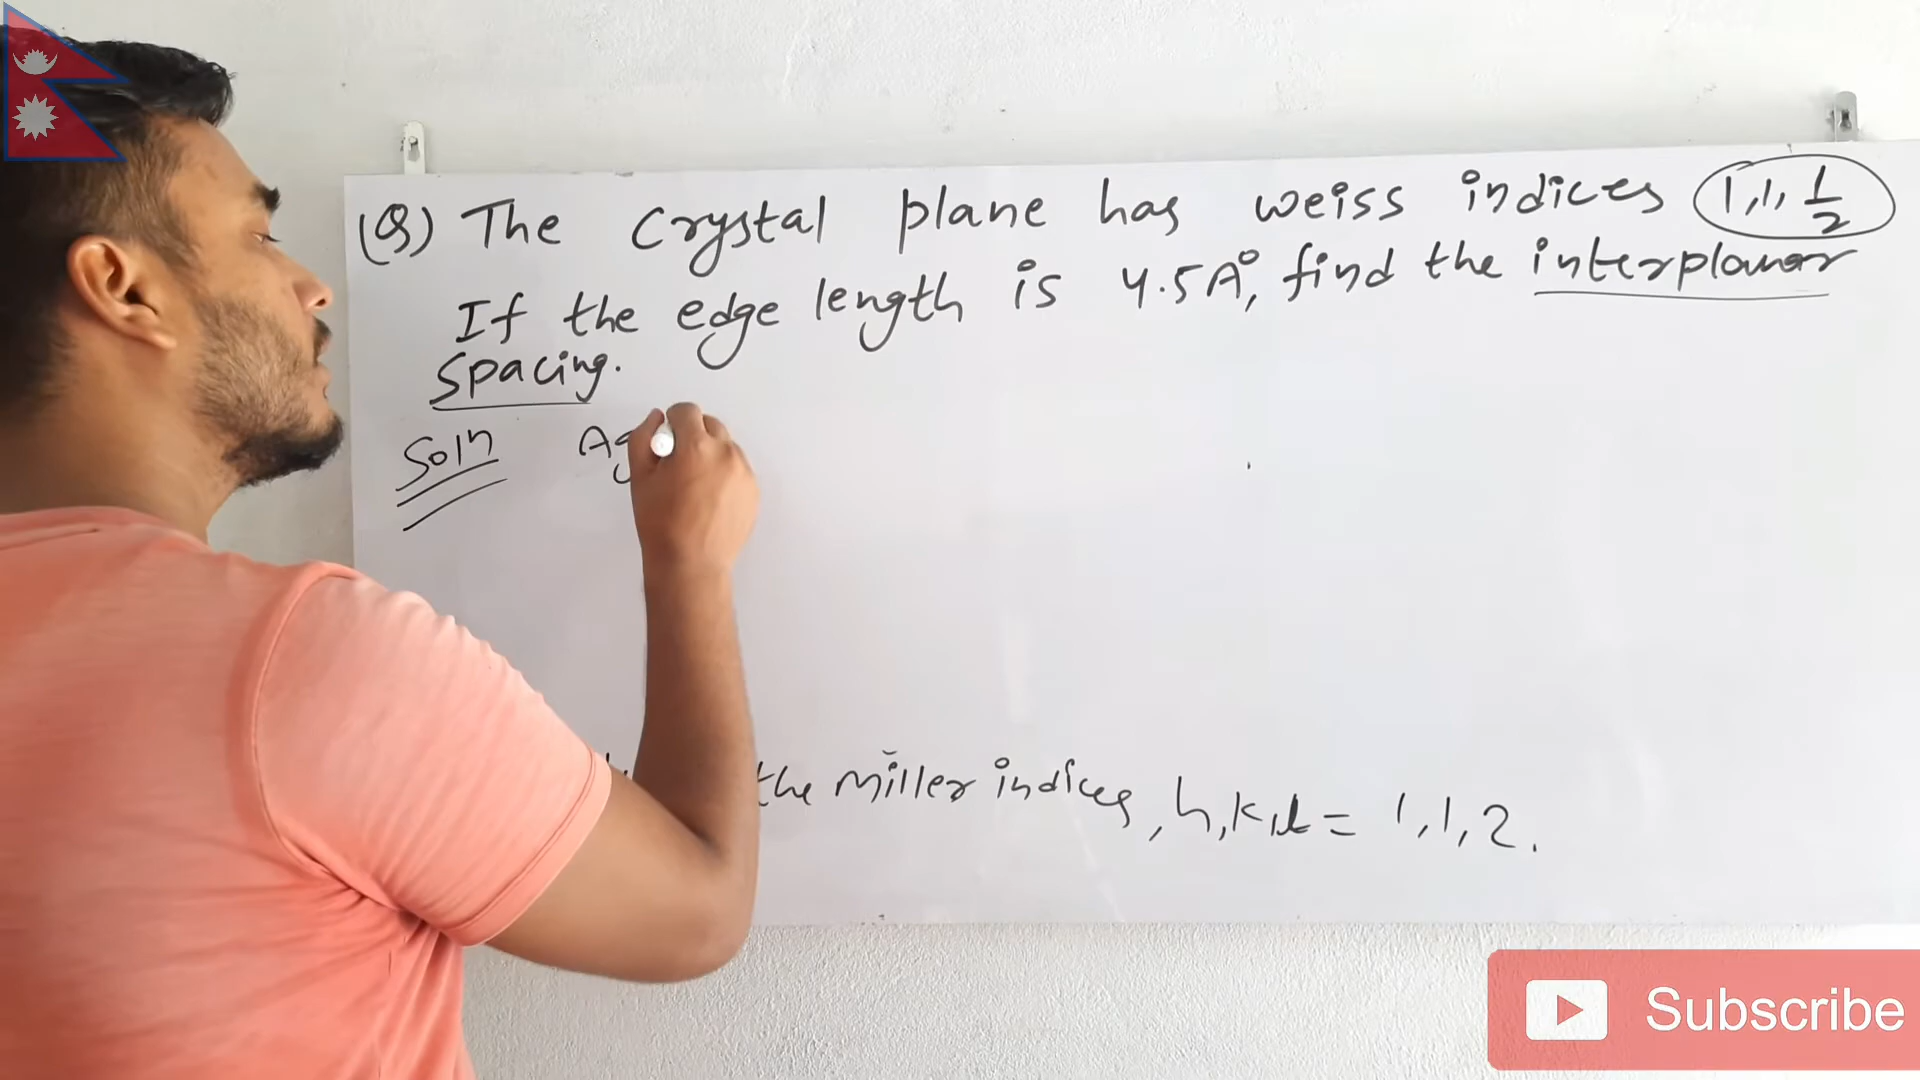 (Q) The crystal plane has weiss indices 1,1,1/2
If the edge length is 4.5A°, find the interplanar
spacing.
Soln Ag
the miller indices, h,k,l = 1,1,2.
Subscribe